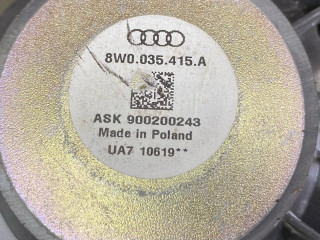 8W0.035.415.A
ASK 900200243
Made in Poland
UA7 10619**